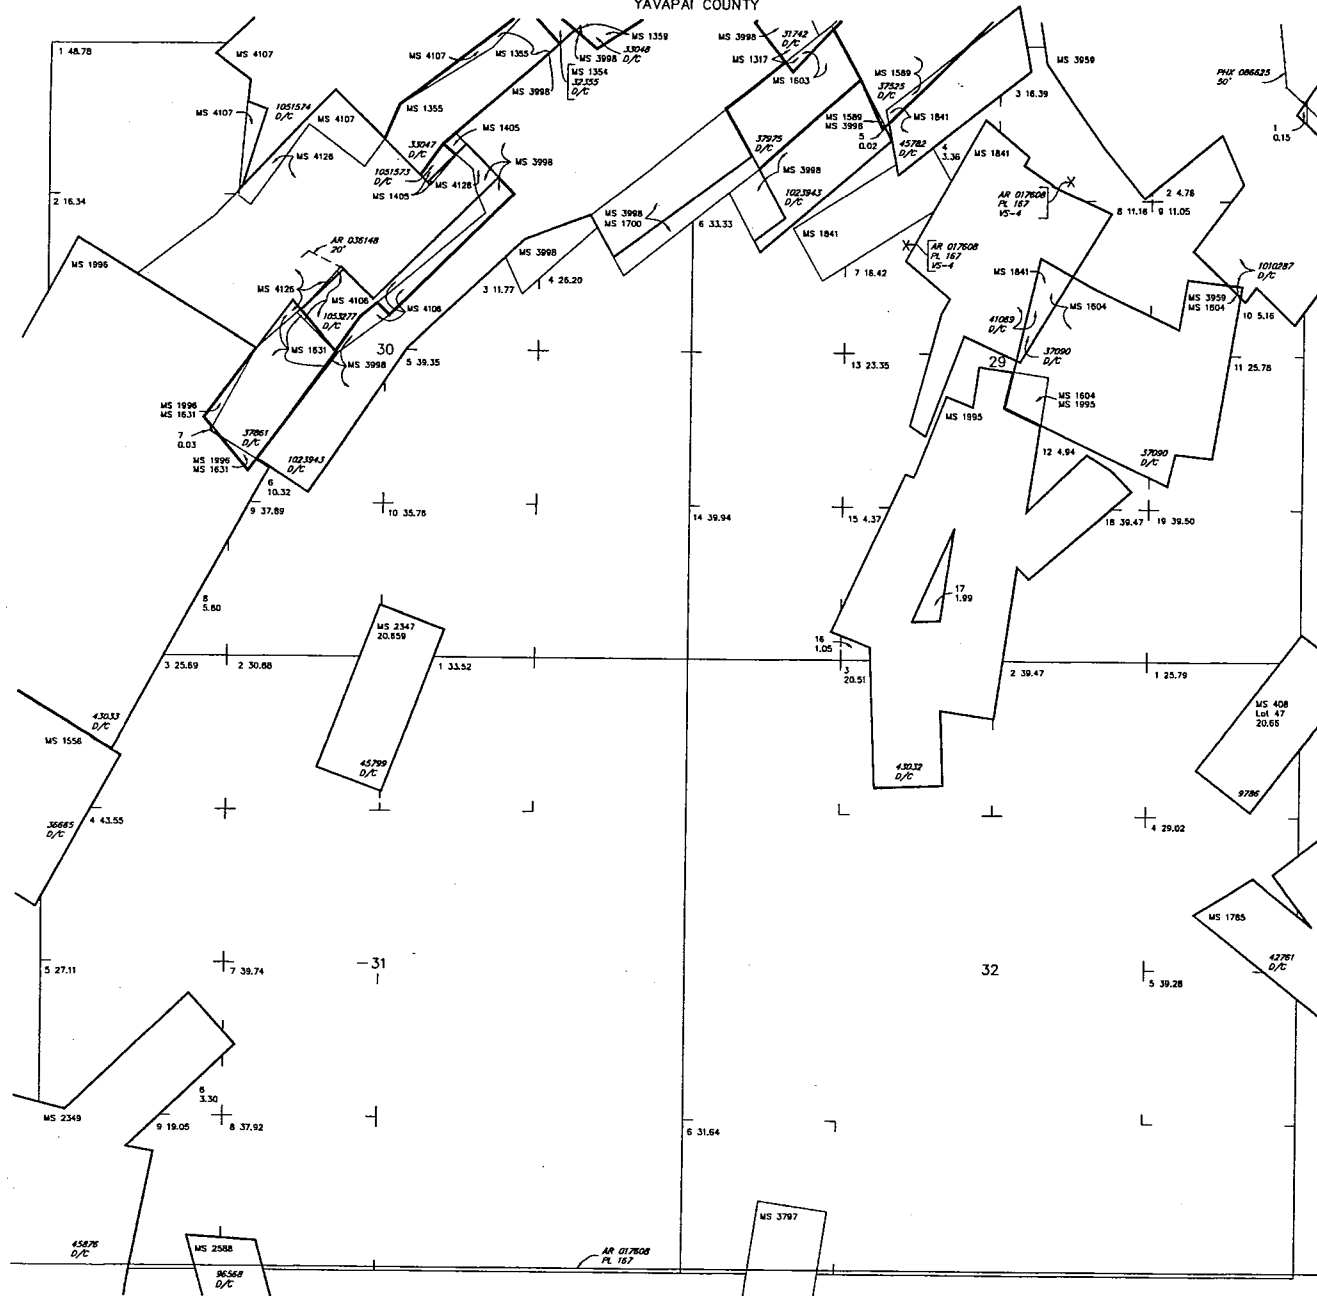 YAVAPAI COUNTY
1 48.78
MS 4107
MS 4107
MS 1355
MS 3998
MS 1359
33048
D/C
MS 3998
MS 1354
32355
D/C
MS 3998
31742
D/C
MS 1317
MS 1603
MS 1589
37525
D/C
MS 3959
PHX 086625
50'
3 16.39
MS 4107
1051574
D/C
MS 4107
MS 1355
MS 3998
MS 1589
MS 3998
5
0.02
MS 1841
45782
D/C
4
3.36
MS 1841
1
0.15
MS 1405
33047
D/C
MS 4126
1051573
D/C
MS 1405
MS 4128
MS 3998
37975
D/C
MS 3998
1023943
D/C
AR 017608
PL 167
VS-4
2 4.76
8 11.16
9 11.05
2 16.34
MS 3998
MS 1700
6 33.33
MS 1841
AR 017608
PL 167
VS-4
AR 036148
20'
MS 1996
MS 3998
3 11.77
4 26.20
7 18.42
MS 1841
1010287
D/C
MS 4126
MS 4108
1053277
D/C
MS 4108
MS 1604
MS 3959
MS 1604
10 5.16
41089
D/C
MS 1631
30
MS 3998
5 39.35
13 23.35
37090
D/C
29
11 25.78
MS 1996
MS 1631
MS 1604
MS 1995
MS 1995
7
0.03
37861
D/C
MS 1996
MS 1631
1023943
D/C
12 4.94
37090
D/C
6
10.32
9 37.89
10 35.76
14 39.94
15 4.37
18 39.47
19 39.50
8
5.80
17
1.99
MS 2347
20.659
16
1.05
3 25.69
2 30.88
1 33.52
3
20.51
2 39.47
1 25.79
43033
D/C
MS 1556
MS 408
Lot 47
20.65
45799
D/C
43032
D/C
9786
36665
D/C
4 43.55
4 29.02
MS 1785
5 27.11
7 39.74
31
32
5 39.28
42761
D/C
6
3.30
MS 2349
9 19.05
8 37.92
6 31.64
MS 3797
45876
D/C
MS 2588
96568
D/C
AR 017608
PL 167